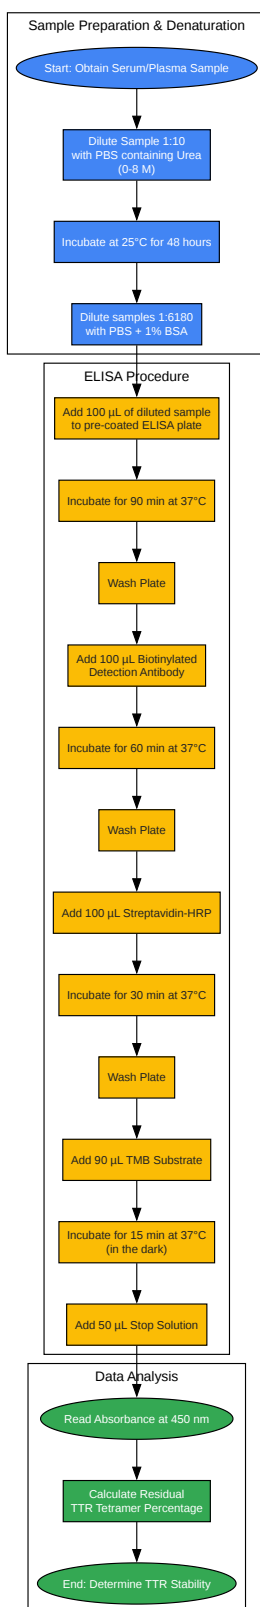 Sample Preparation & Denaturation
Start: Obtain Serum/Plasma Sample
Dilute Sample 1:10
with PBS containing Urea
(0-8 M)
Incubate at 25°C for 48 hours
Dilute samples 1:6180
with PBS + 1% BSA
ELISA Procedure
Add 100 µL of diluted sample
to pre-coated ELISA plate
Incubate for 90 min at 37°C
Wash Plate
Add 100 µL Biotinylated
Detection Antibody
Incubate for 60 min at 37°C
Wash Plate
Add 100 µL Streptavidin-HRP
Incubate for 30 min at 37°C
Wash Plate
Add 90 µL TMB Substrate
Incubate for 15 min at 37°C
(in the dark)
Add 50 µL Stop Solution
Data Analysis
Read Absorbance at 450 nm
Calculate Residual
TTR Tetramer Percentage
End: Determine TTR Stability